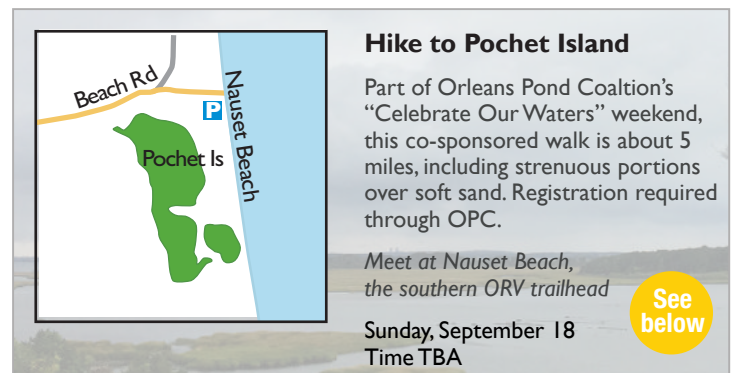 Beach Rd
P
Nauset Beach
Pochet Is
Hike to Pochet Island
Part of Orleans Pond Coaltion’s
“Celebrate Our Waters” weekend,
this co-sponsored walk is about 5
miles, including strenuous portions
over soft sand. Registration required
through OPC.
Meet at Nauset Beach,
the southern ORV trailhead
Sunday, September 18
Time TBA
See
below